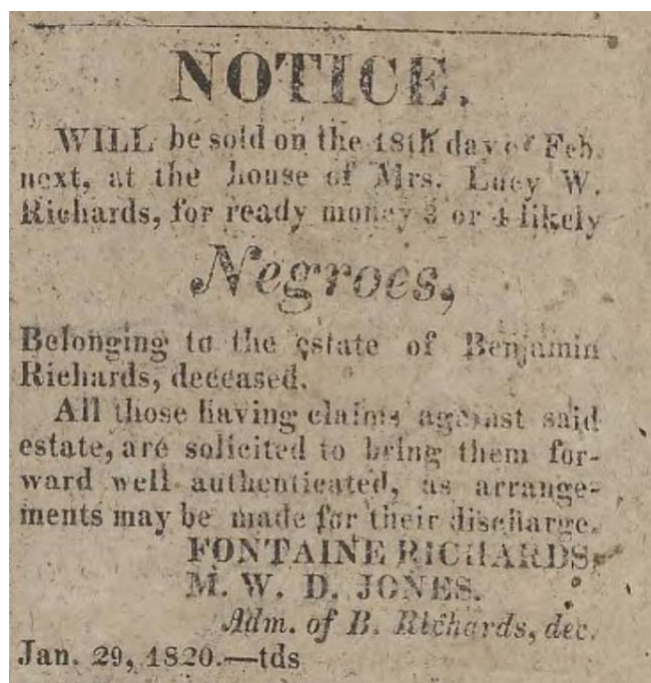 NOTICE.
WILL be sold on the 18th day of Feb.
next, at the house of Mrs. Lucy W.
Richards, for ready money 3 or 4 likely
Negroes,
Belonging to the estate of Benjamin
Richards, deceased.
All those having claims against said
estate, are solicited to bring them for-
ward well authenticated, as arrange-
ments may be made for their discharge.
FONTAINE RICHARDS,
M. W. D. JONES.
Adm. of B. Richards, dec.
Jan. 29, 1820.—tds